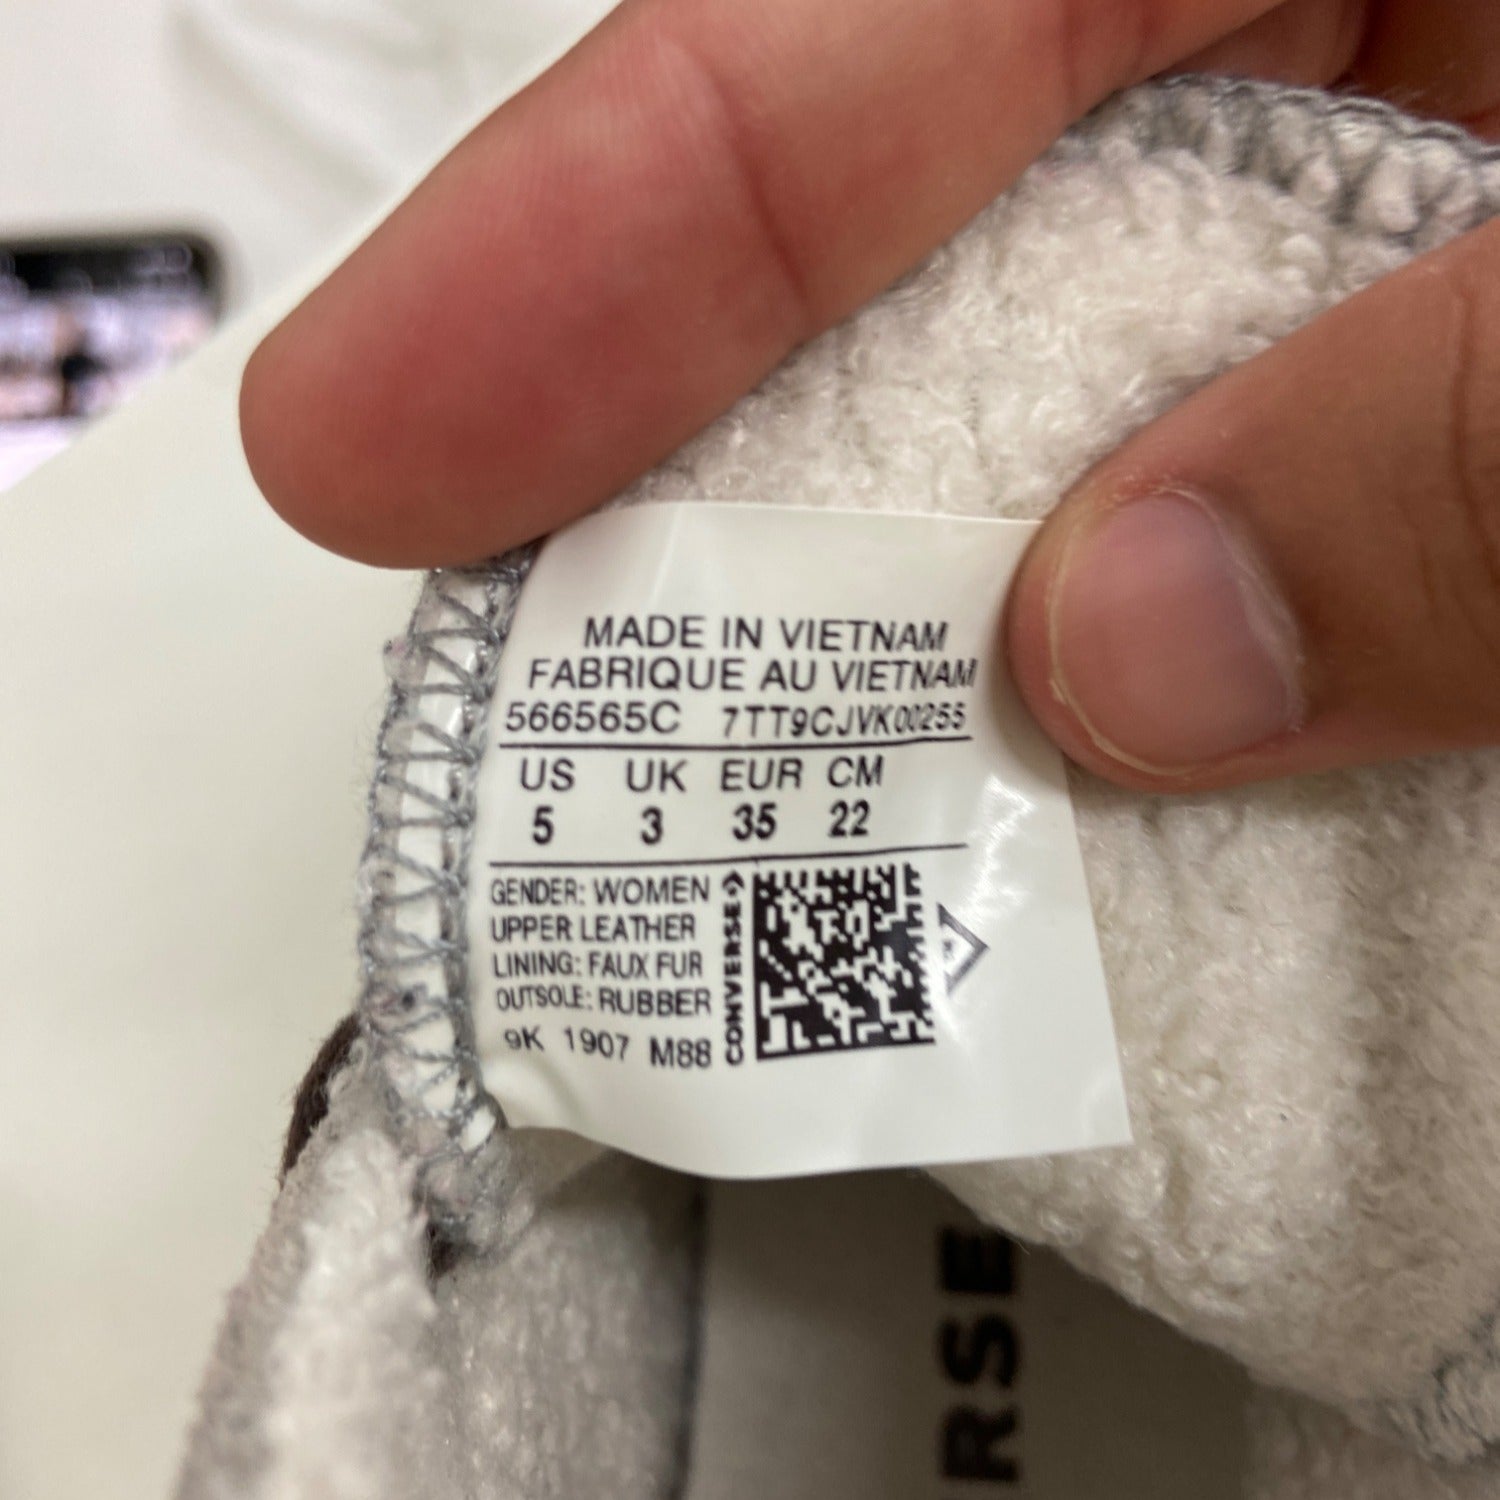 MADE IN VIETNAM
FABRIQUE AU VIETNAM
566565C 7TT9CJVK00255
US UK EUR CM
5 3 35 22
GENDER: WOMEN
UPPER LEATHER
LINING: FAUX FUR
OUTSOLE: RUBBER
9K 1907 M88
CONVERSE
RSE